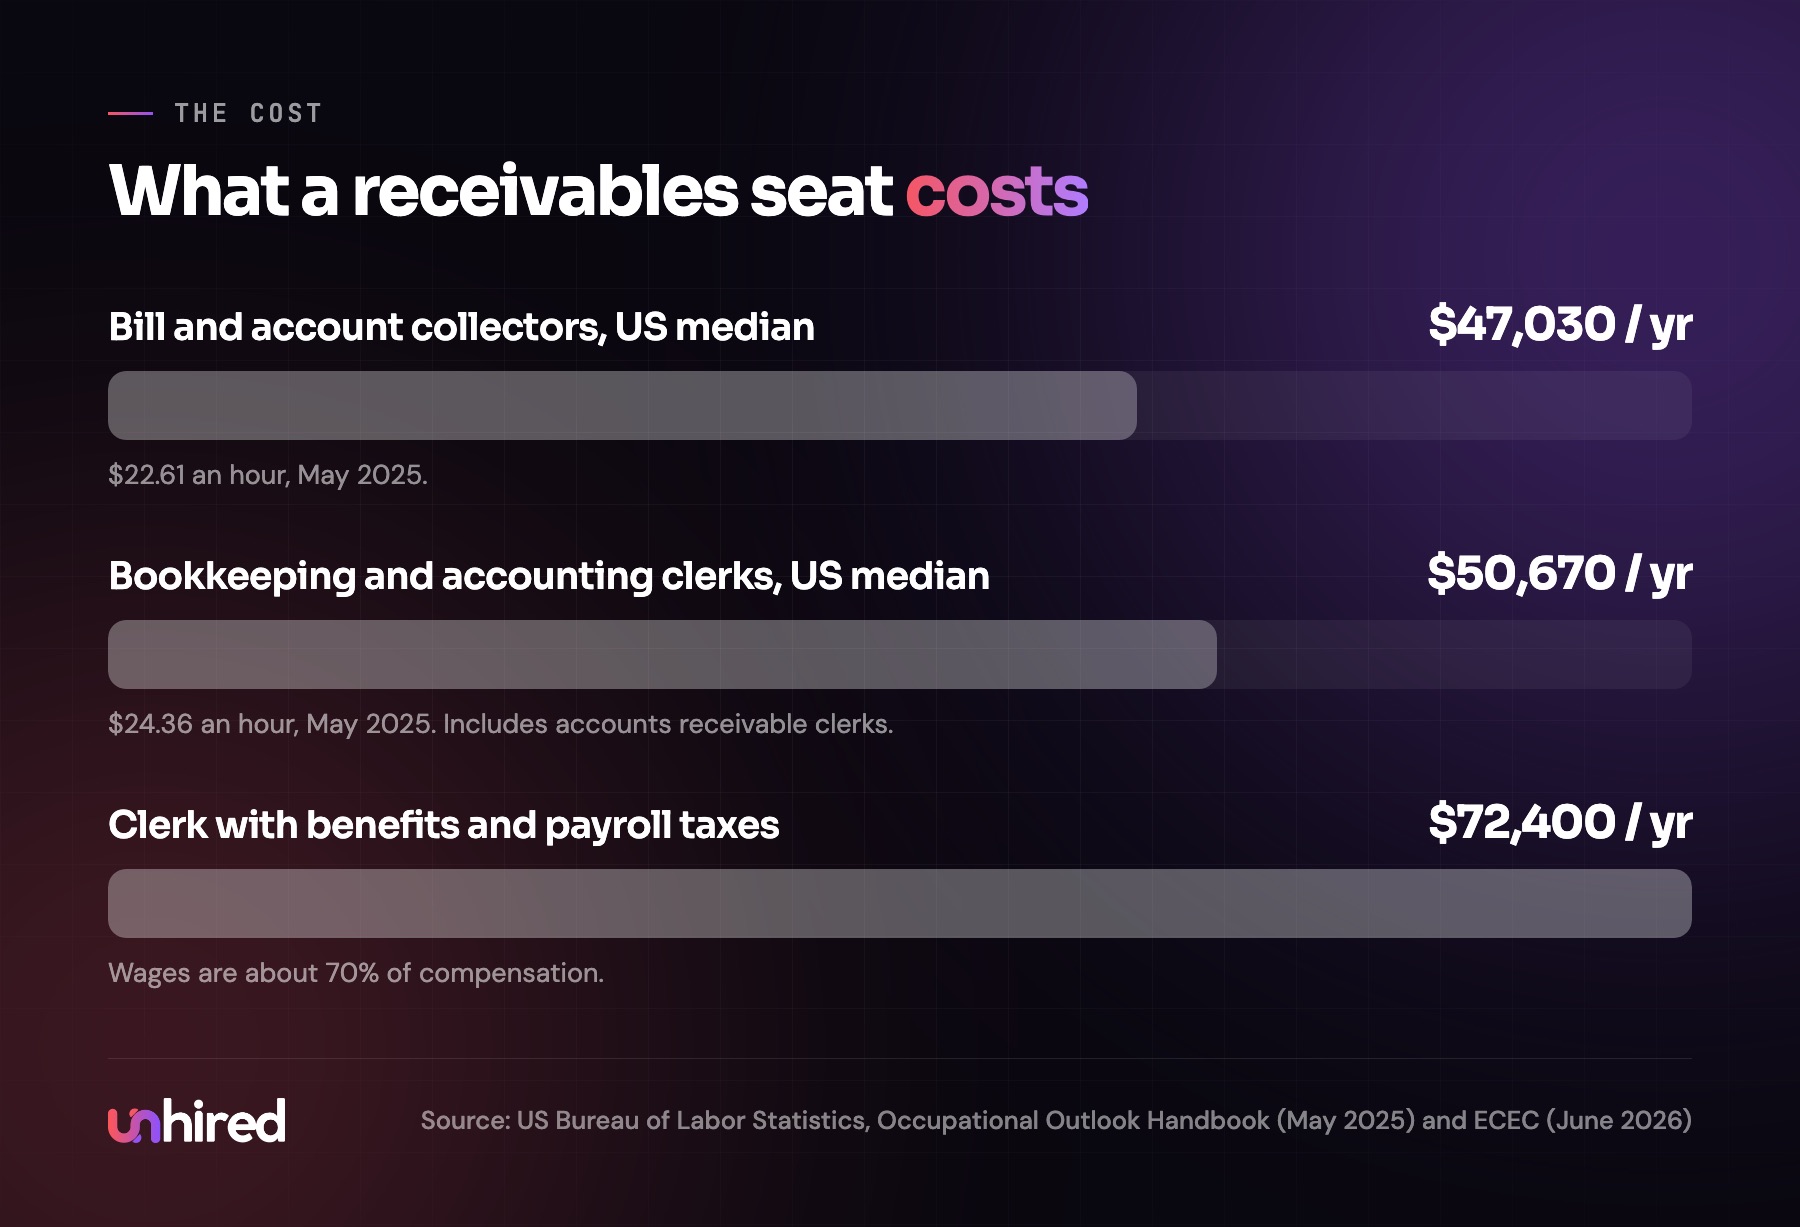 THE COST
What a receivables seat costs
Bill and account collectors, US median
$47,030 / yr
$22.61 an hour, May 2025.
Bookkeeping and accounting clerks, US median
$50,670 / yr
$24.36 an hour, May 2025. Includes accounts receivable clerks.
Clerk with benefits and payroll taxes
$72,400 / yr
Wages are about 70% of compensation.
unhired
Source: US Bureau of Labor Statistics, Occupational Outlook Handbook (May 2025) and ECEC (June 2026)